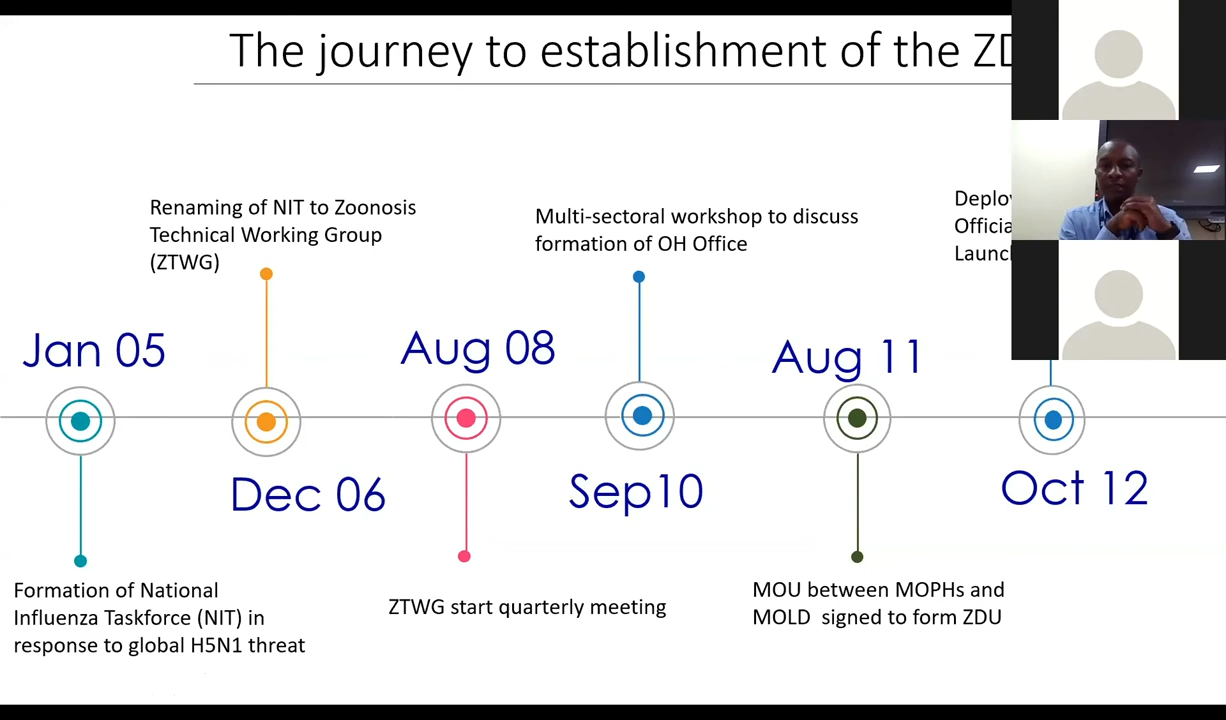 The journey to establishment of the
Renaming of NIT to Zoonosis
Technical Working Group
(ZTWG)
Multi-sectoral workshop to discuss
formation of OH Office
Jan 05
Aug 08
Aug 11
Dec 06
Sep10
Oct 12
Formation of National
Influenza Taskforce (NIT) in
response to global H5N1 threat
ZTWG start quarterly meeting
MOU between MOPHs and
MOLD signed to form ZDU